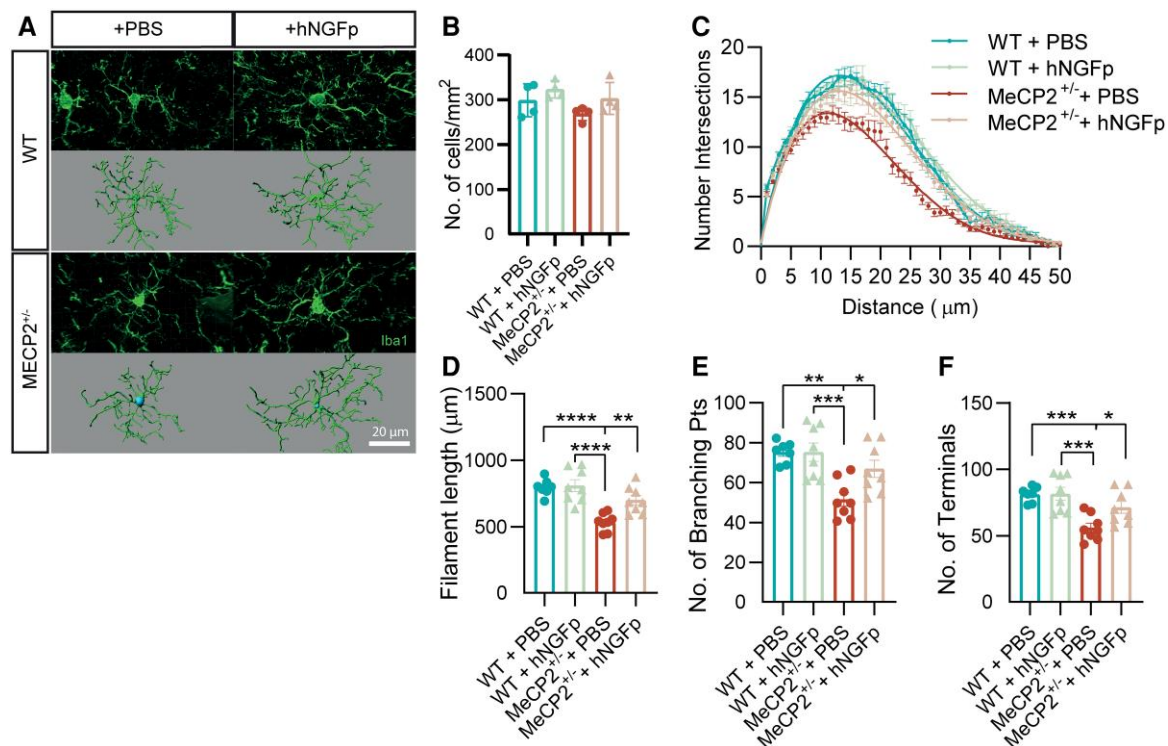 A
+PBS
+hNGFp
WT
MECP2+/-
Iba1
20 µm
B
No. of cells/mm²
400
300
200
100
0
WT + PBS
WT + hNGFp
MeCP2+/- + PBS
MeCP2+/- + hNGFp
C
Number Intersections
20
15
10
5
0
0 5 10 15 20 25 30 35 40 45 50
Distance ( μm)
WT + PBS
WT + hNGFp
MeCP2+/- + PBS
MeCP2+/- + hNGFp
D
Filament length (μm)
1500
1000
500
0
**** **
****
WT + PBS
WT + hNGFp
MeCP2+/- + PBS
MeCP2+/- + hNGFp
E
No. of Branching Pts
100
80
60
40
20
0
** *
***
WT + PBS
WT + hNGFp
MeCP2+/- + PBS
MeCP2+/- + hNGFp
F
No. of Terminals
150
100
50
0
*** *
***
WT + PBS
WT + hNGFp
MeCP2+/- + PBS
MeCP2+/- + hNGFp